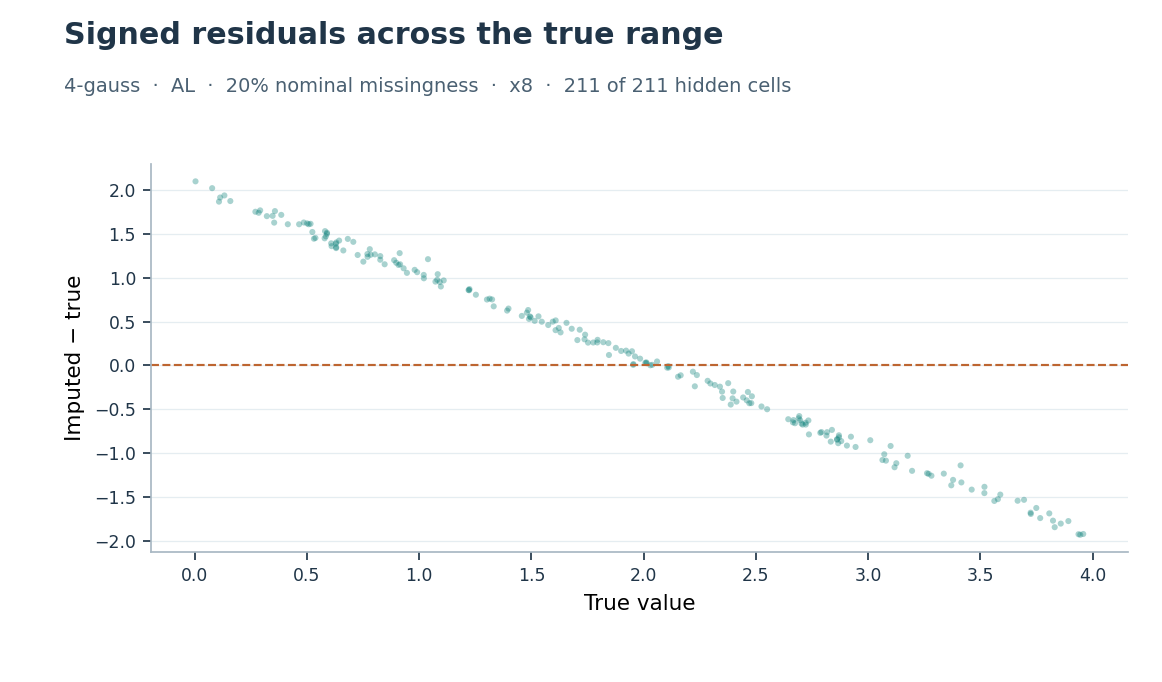 Signed residuals across the true range
4-gauss · AL · 20% nominal missingness · x8 · 211 of 211 hidden cells
Imputed − true
2.0
1.5
1.0
0.5
0.0
−0.5
−1.0
−1.5
−2.0
0.0 0.5 1.0 1.5 2.0 2.5 3.0 3.5 4.0
True value